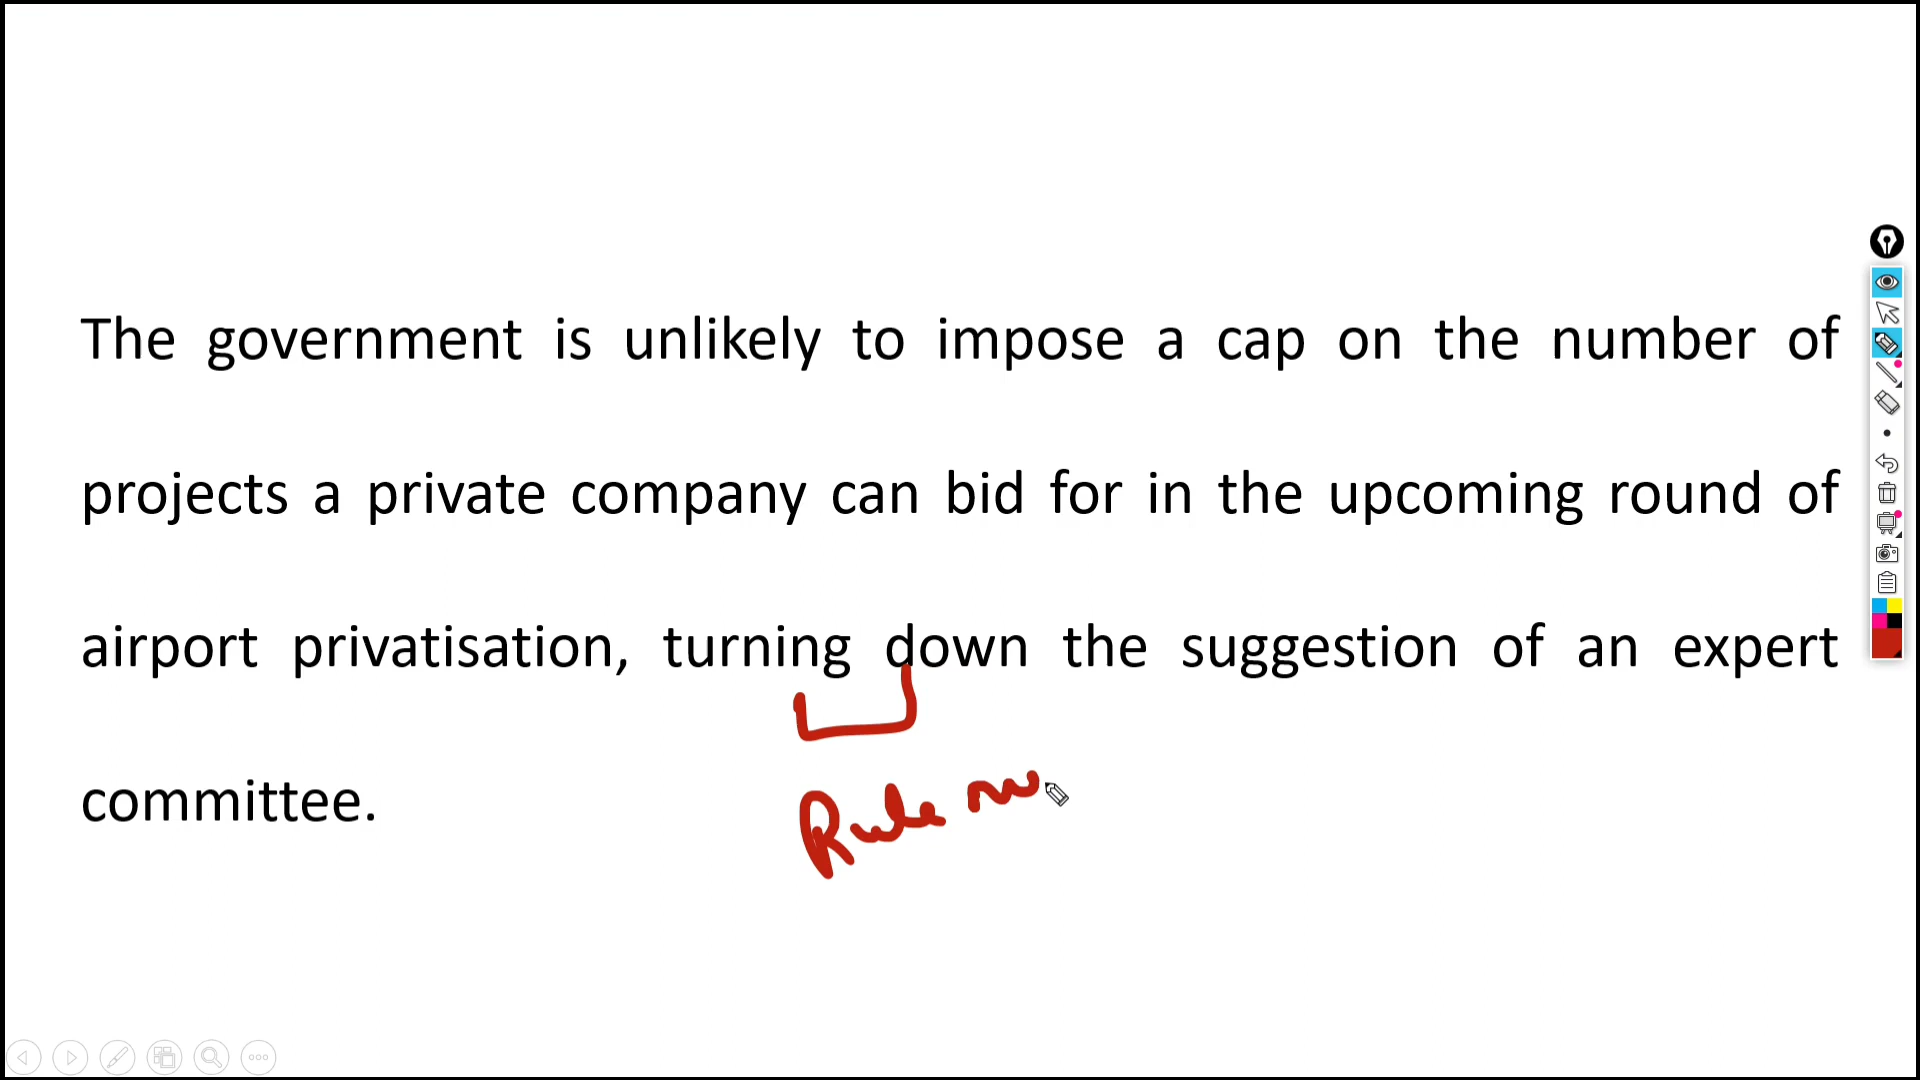 The government is unlikely to impose a cap on the number of
projects a private company can bid for in the upcoming round of
airport privatisation, turning down the suggestion of an expert
committee.
Rule